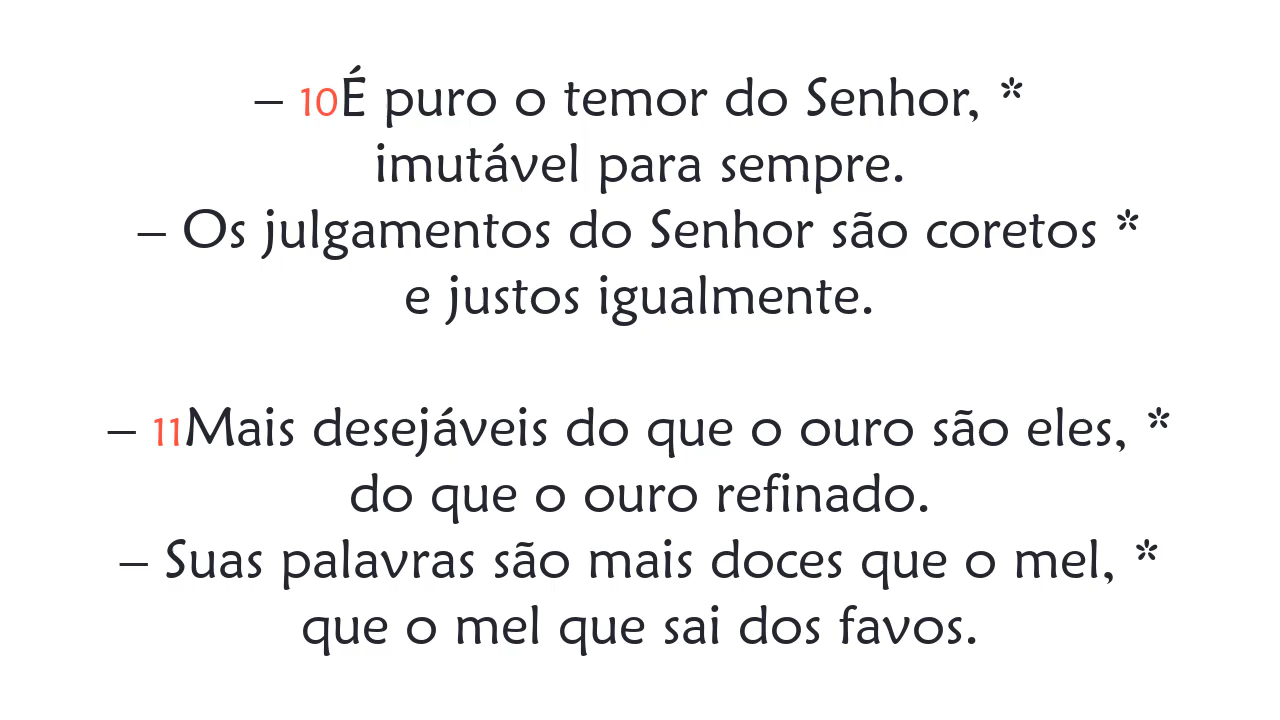 – 10É puro o temor do Senhor, *
imutável para sempre.
– Os julgamentos do Senhor são coretos *
e justos igualmente.
– 11Mais desejáveis do que o ouro são eles, *
do que o ouro refinado.
– Suas palavras são mais doces que o mel, *
que o mel que sai dos favos.